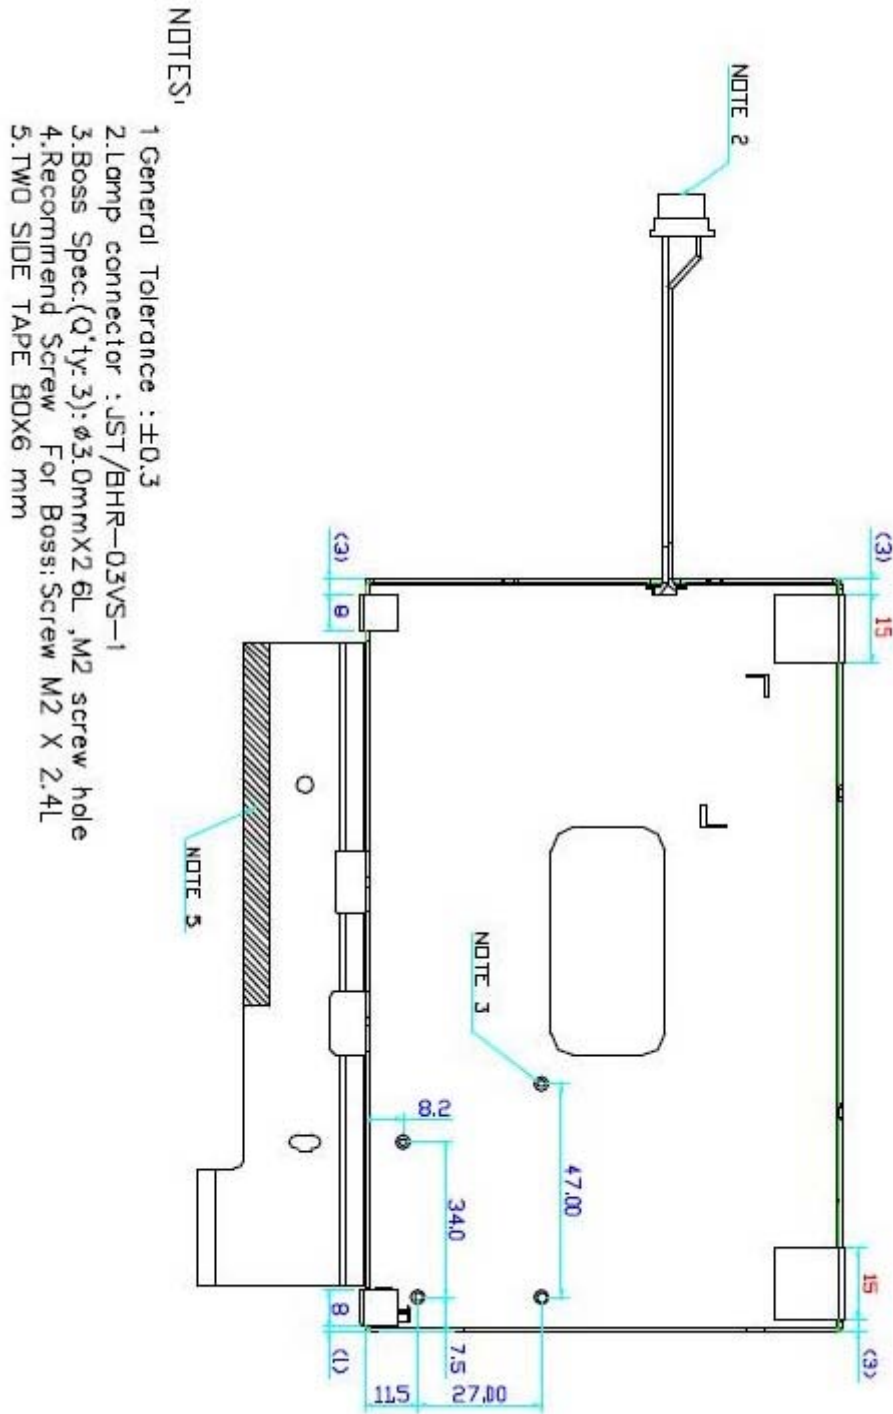 (3)
15
15
(3)
NOTE 2
47.00
NOTE 3
27.00
34.0
7.5
8.2
11.5
(3)
8
8
(1)
NOTE 5
NOTES:
1 General Tolerance : ±0.3
2.Lamp connector : JST/BHR-03VS-1
3.Boss Spec.(Q'ty: 3): ø3.0mmX2.6L ,M2 screw hole
4.Recommend Screw For Boss: Screw M2 X 2.4L
5.TWO SIDE TAPE 80X6 mm